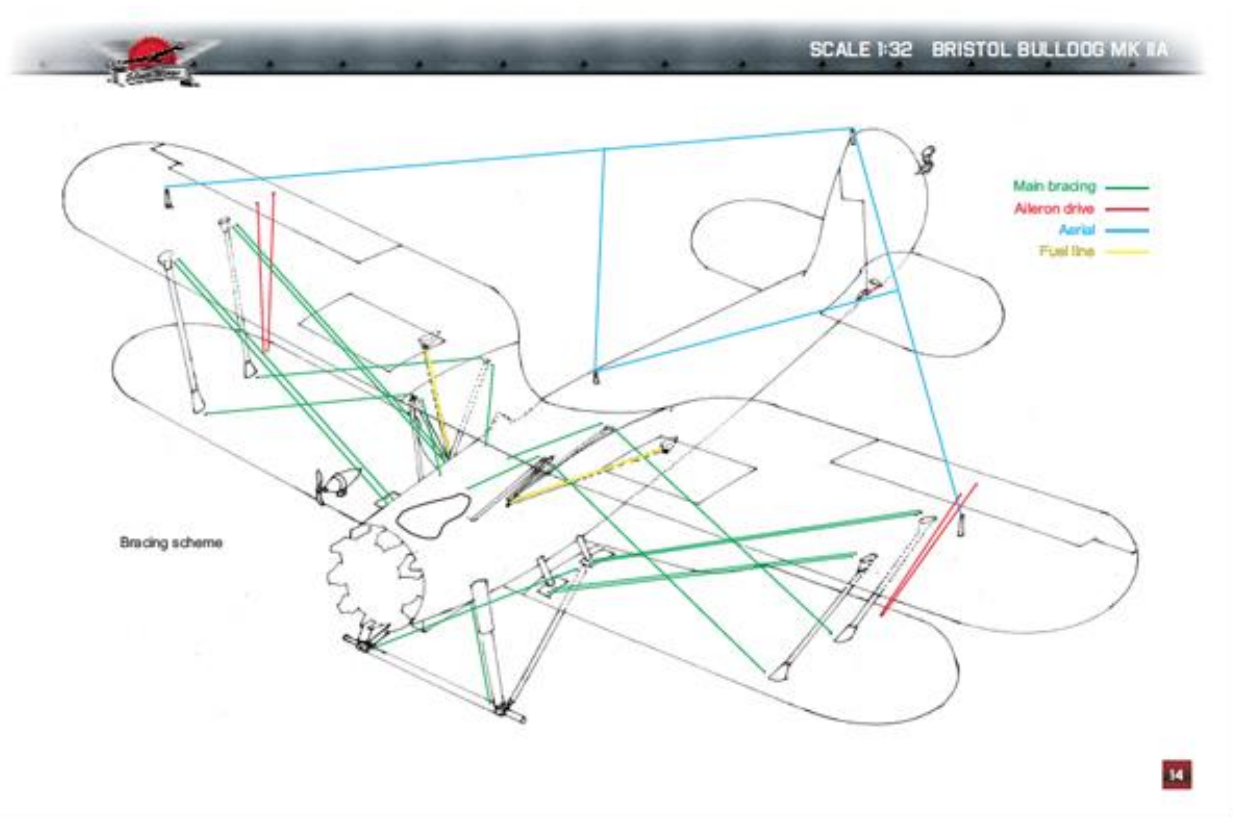 SCALE 1:32 BRISTOL BULLDOG MK IIA
Main bracing
Aileron drive
Aerial
Fuel line
Bracing scheme
14